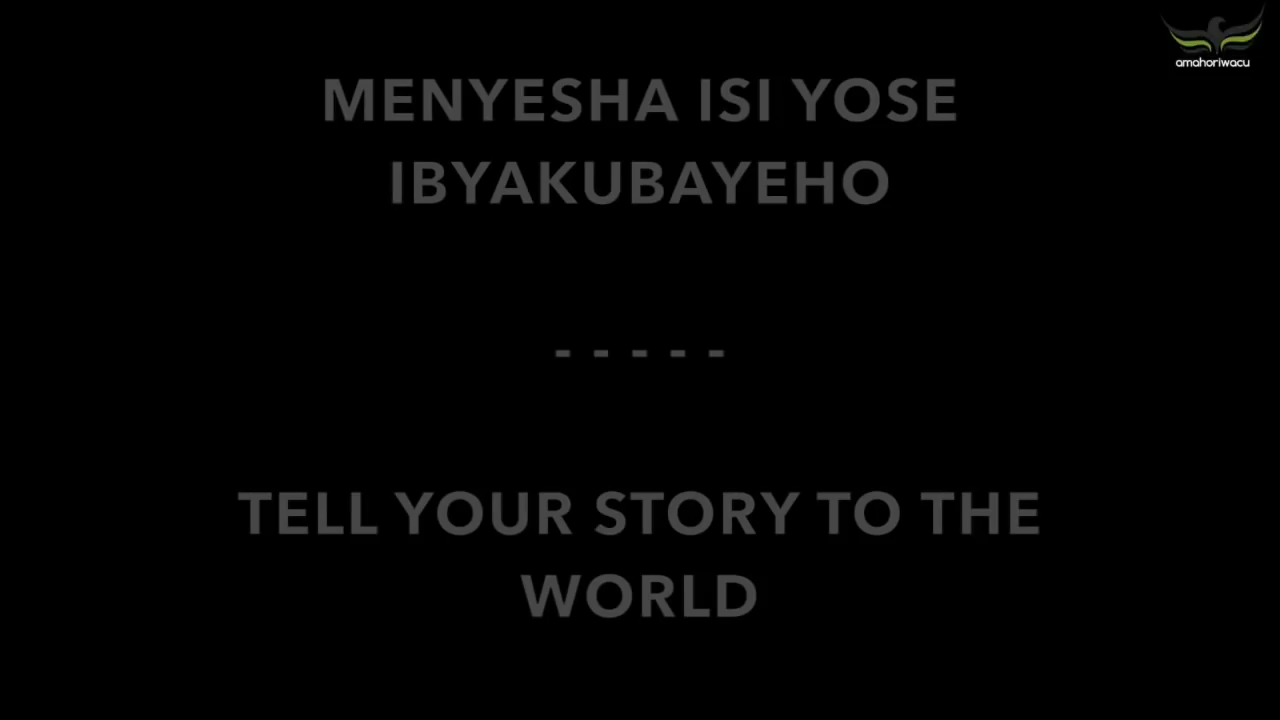 amahoriwacu
MENYESHA ISI YOSE
IBYAKUBAYEHO
- - - - -
TELL YOUR STORY TO THE
WORLD